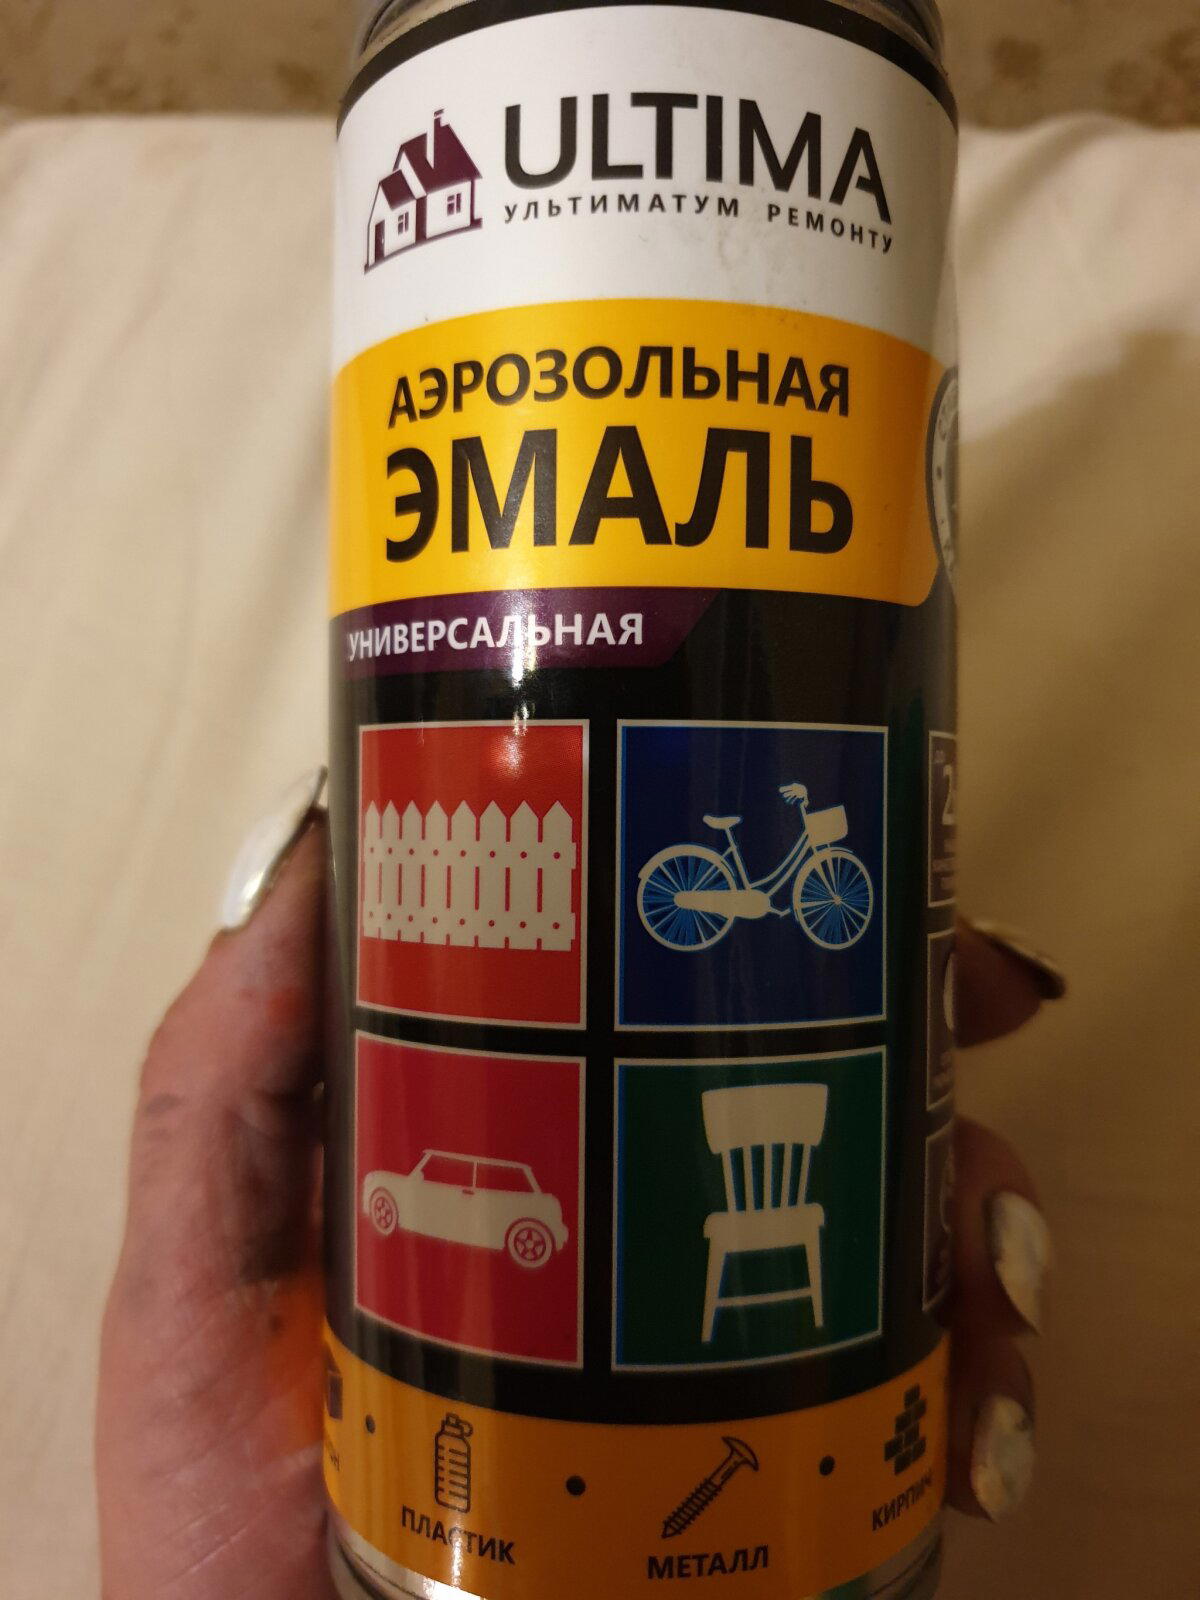 ULTIMA
УЛЬТИМАТУМ РЕМОНТУ
АЭРОЗОЛЬНАЯ
ЭМАЛЬ
УНИВЕРСАЛЬНАЯ
ПЛАСТИК
МЕТАЛЛ
КИРПИЧ